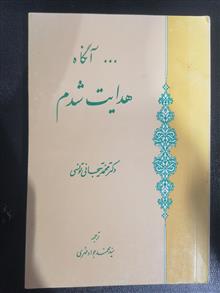 ... آنگاه
هدایت شدم
دکتر محمد تیجانی تونسی
ترجمه
سید محمد جواد مهری